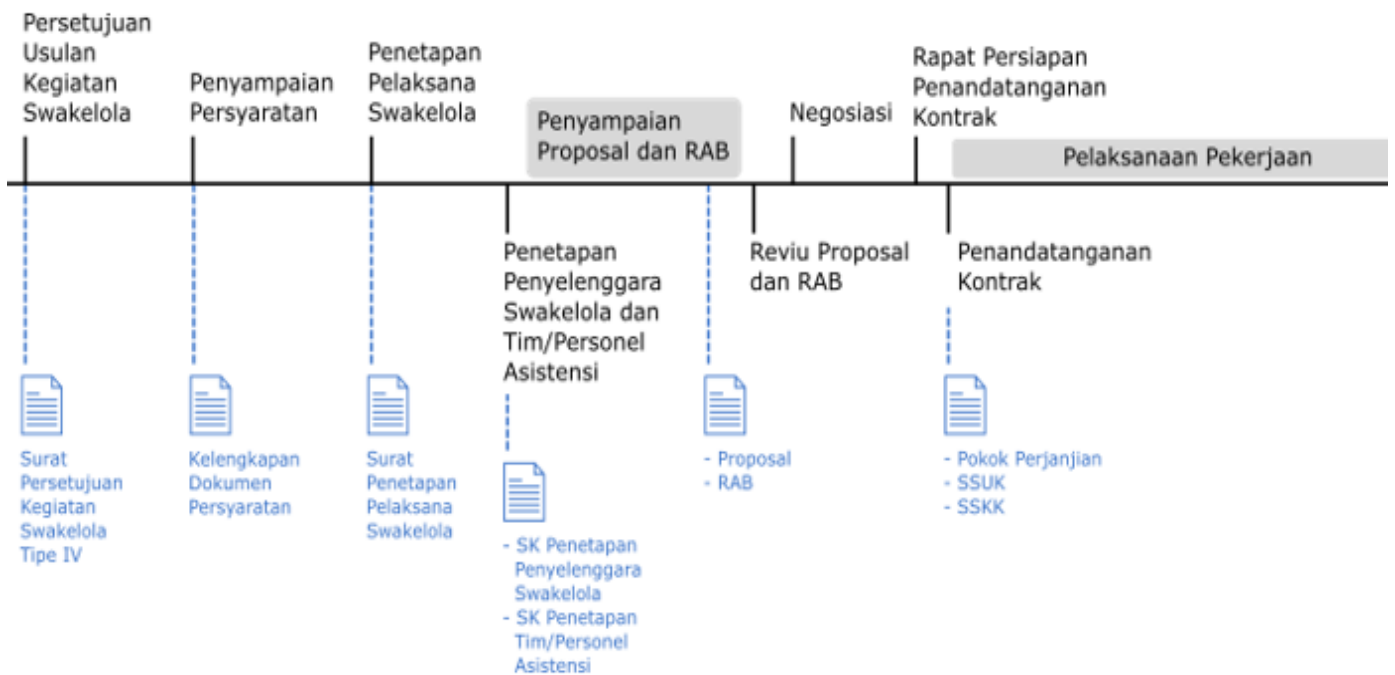 Persetujuan
Usulan
Kegiatan
Swakelola
Penyampaian
Persyaratan
Penetapan
Pelaksana
Swakelola
Penyampaian
Proposal dan RAB
Negosiasi
Rapat Persiapan
Penandatanganan
Kontrak
Pelaksanaan Pekerjaan
Penetapan
Penyelenggara
Swakelola dan
Tim/Personel
Asistensi
Reviu Proposal
dan RAB
Penandatanganan
Kontrak
Surat
Persetujuan
Kegiatan
Swakelola
Tipe IV
Kelengkapan
Dokumen
Persyaratan
Surat
Penetapan
Pelaksana
Swakelola
- SK Penetapan
Penyelenggara
Swakelola
- SK Penetapan
Tim/Personel
Asistensi
- Proposal
- RAB
- Pokok Perjanjian
- SSUK
- SSKK